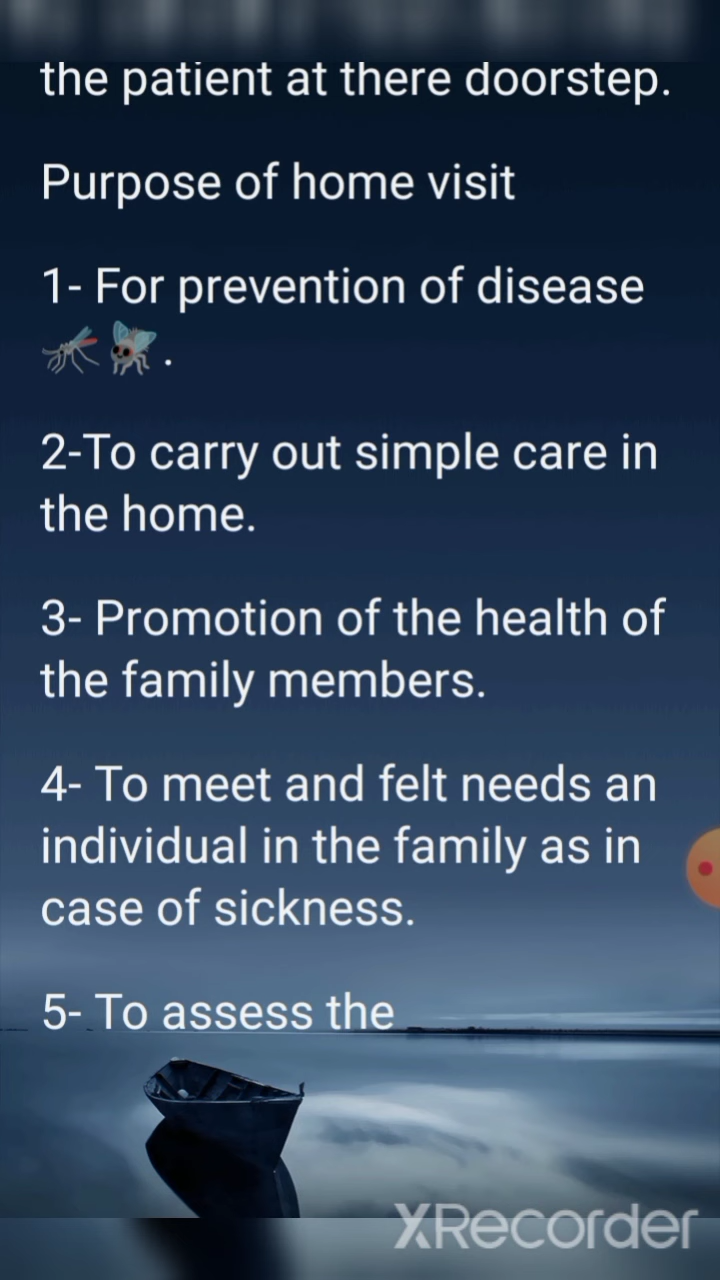 the patient at there doorstep.
Purpose of home visit
1- For prevention of disease
🦟🪰.
2-To carry out simple care in
the home.
3- Promotion of the health of
the family members.
4- To meet and felt needs an
individual in the family as in
case of sickness.
5- To assess the
XRecorder